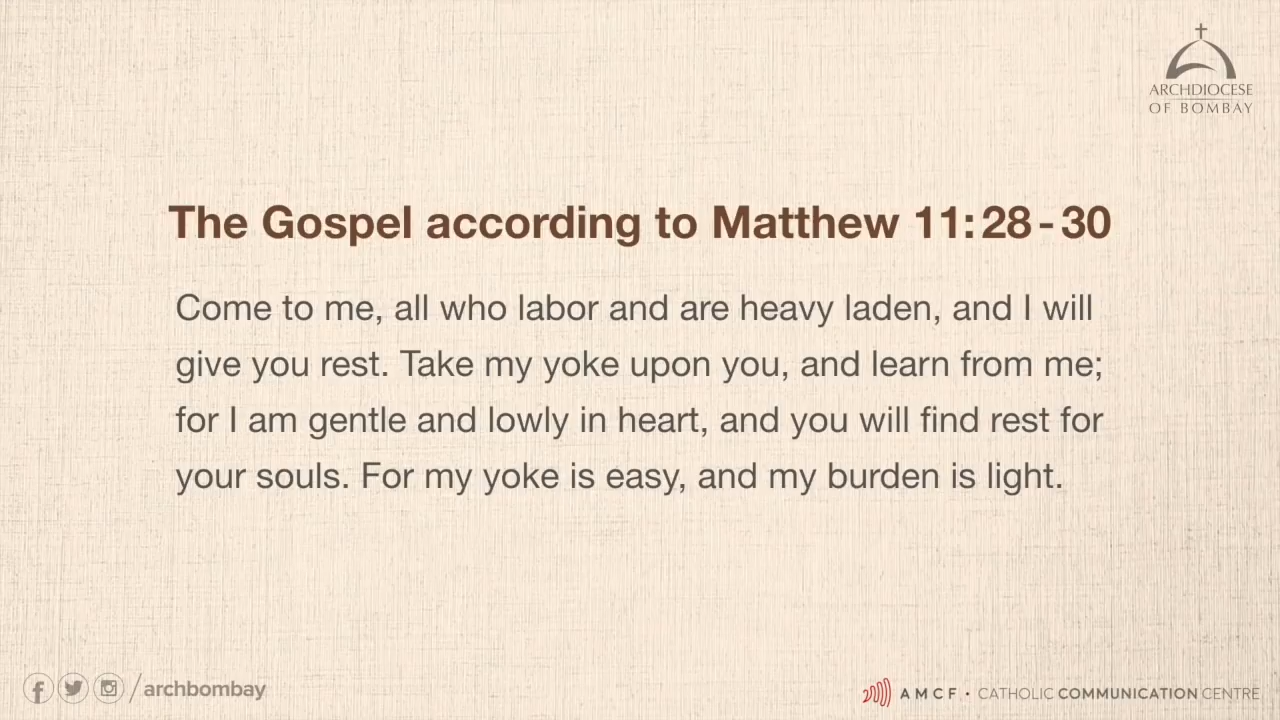 ARCHDIOCESE
OF BOMBAY
The Gospel according to Matthew 11:28-30
Come to me, all who labor and are heavy laden, and I will
give you rest. Take my yoke upon you, and learn from me;
for I am gentle and lowly in heart, and you will find rest for
your souls. For my yoke is easy, and my burden is light.
/archbombay
AMCF • CATHOLIC COMMUNICATION CENTRE